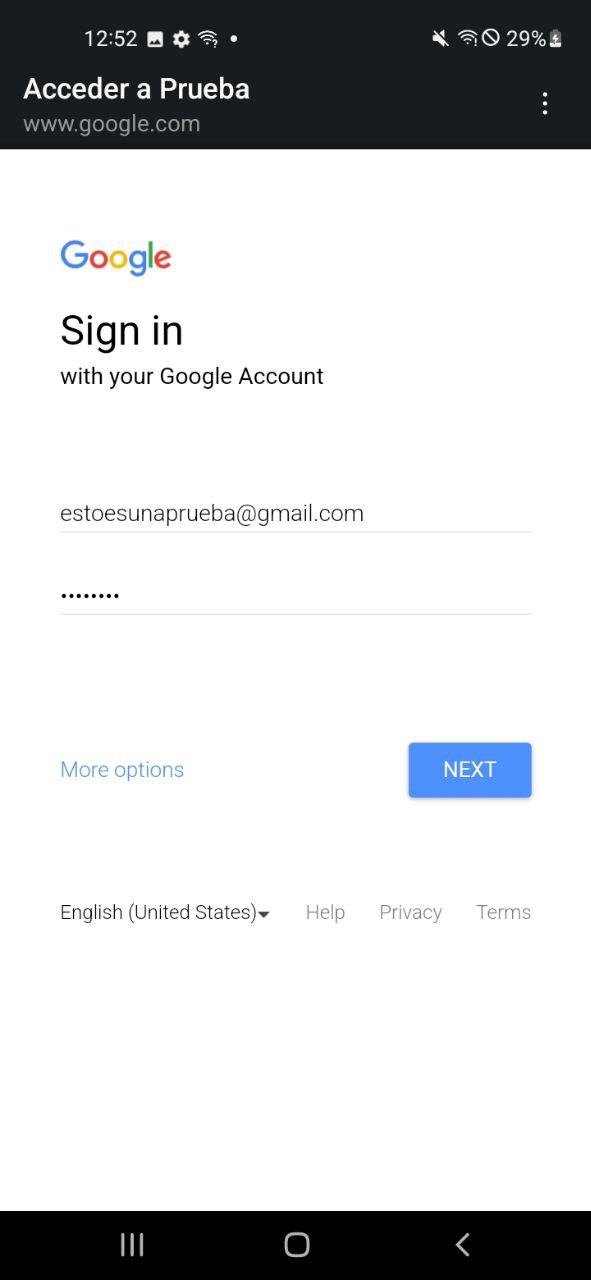 12:52 29%
Acceder a Prueba
www.google.com
Google
Sign in
with your Google Account
estoesunaprueba@gmail.com
••••••••
More options NEXT
English (United States) Help Privacy Terms